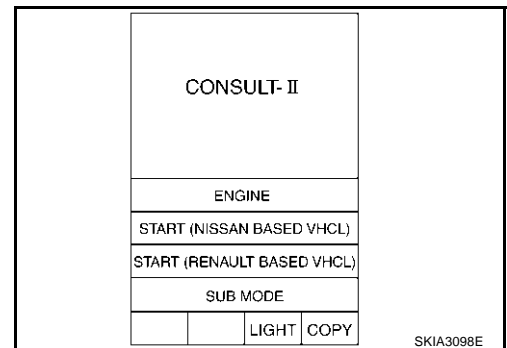 CONSULT-II
ENGINE
START (NISSAN BASED VHCL)
START (RENAULT BASED VHCL)
SUB MODE
LIGHT COPY
SKIA3098E